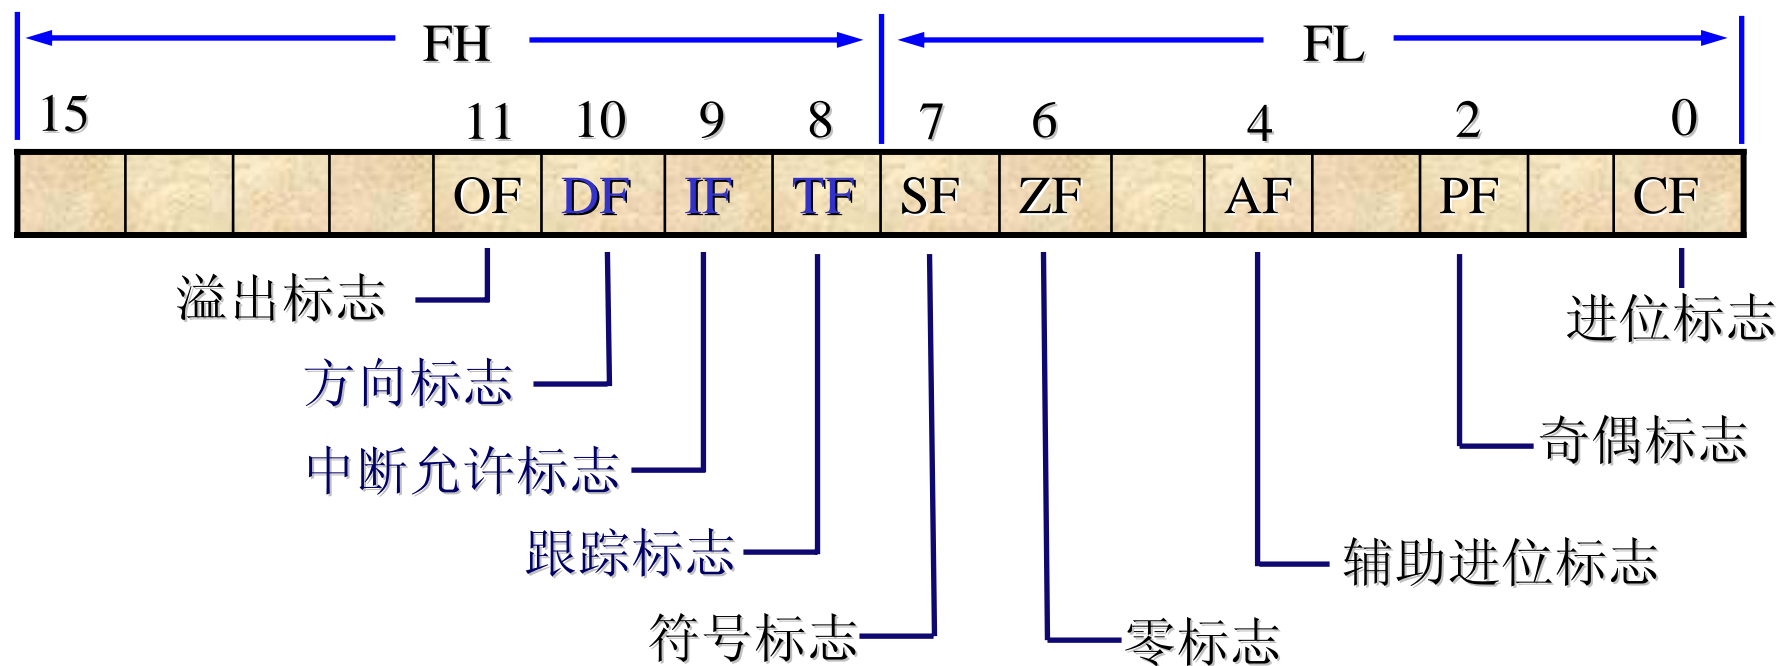 FH FL
15 11 10 9 8 7 6 4 2 0
OF DF IF TF SF ZF AF PF CF
溢出标志
进位标志
方向标志
奇偶标志
中断允许标志
跟踪标志
辅助进位标志
符号标志
零标志